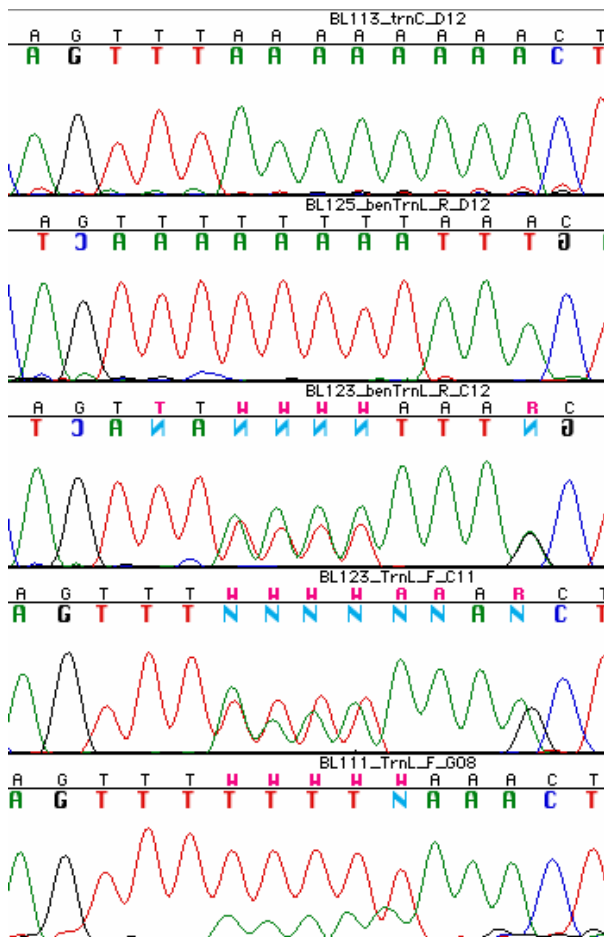 BL113_trnC_D12
A G T T T A A A A A A A A C T
A G T T T A A A A A A A A C T
BL125_benTrnL_R_D12
A G T T T T T T T T A A A C
T C A A A A A A A A T T T G
BL123_benTrnL_R_C12
A G T T T W W W W A A A R C
T C A N A N N N N T T T N G
BL123_TrnL_F_C11
A G T T T W W W W A A A R C T
A G T T T N N N N N N A N C T
BL111_TrnL_F_G08
A G T T T W W W W W A A A C T
A G T T T T T T T N A A A C T